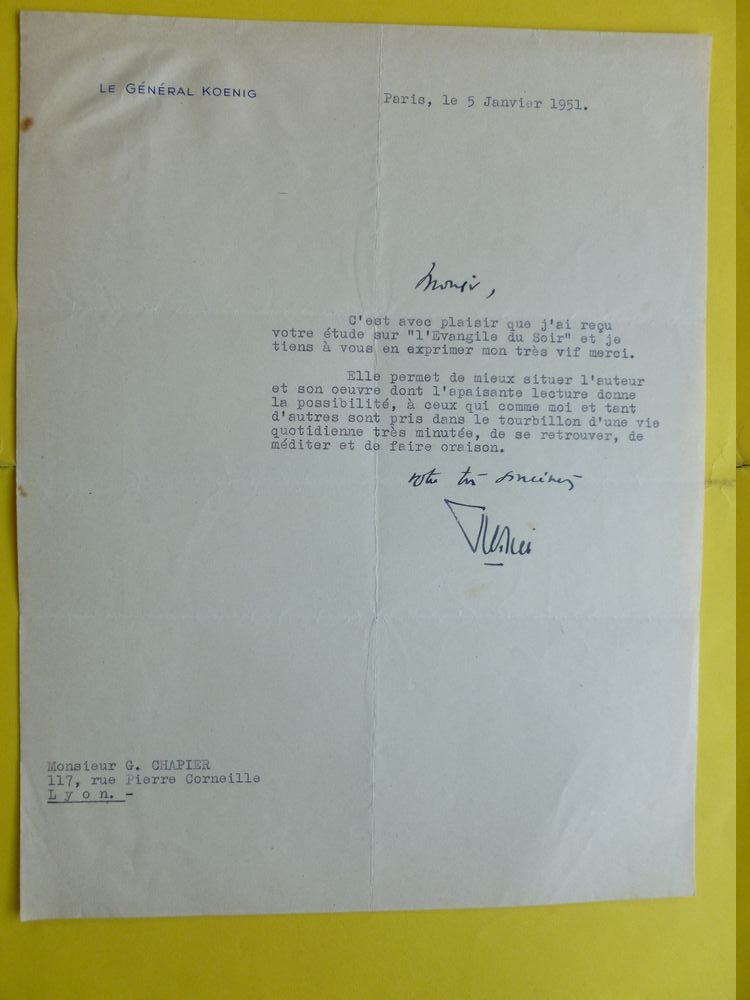 LE GÉNÉRAL KOENIG
Paris, le 5 Janvier 1951.
Monsieur,
C'est avec plaisir que j'ai reçu
votre étude sur "l'Evangile du Soir" et je
tiens à vous en exprimer mon très vif merci.
Elle permet de mieux situer l'auteur
et son oeuvre dont l'apaisante lecture donne
la possibilité, à ceux qui comme moi et tant
d'autres sont pris dans le tourbillon d'une vie
quotidienne très minutée, de se retrouver, de
méditer et de faire oraison.
votre très
Monsieur G. CHAPIER
117, rue Pierre Corneille
Lyon. -